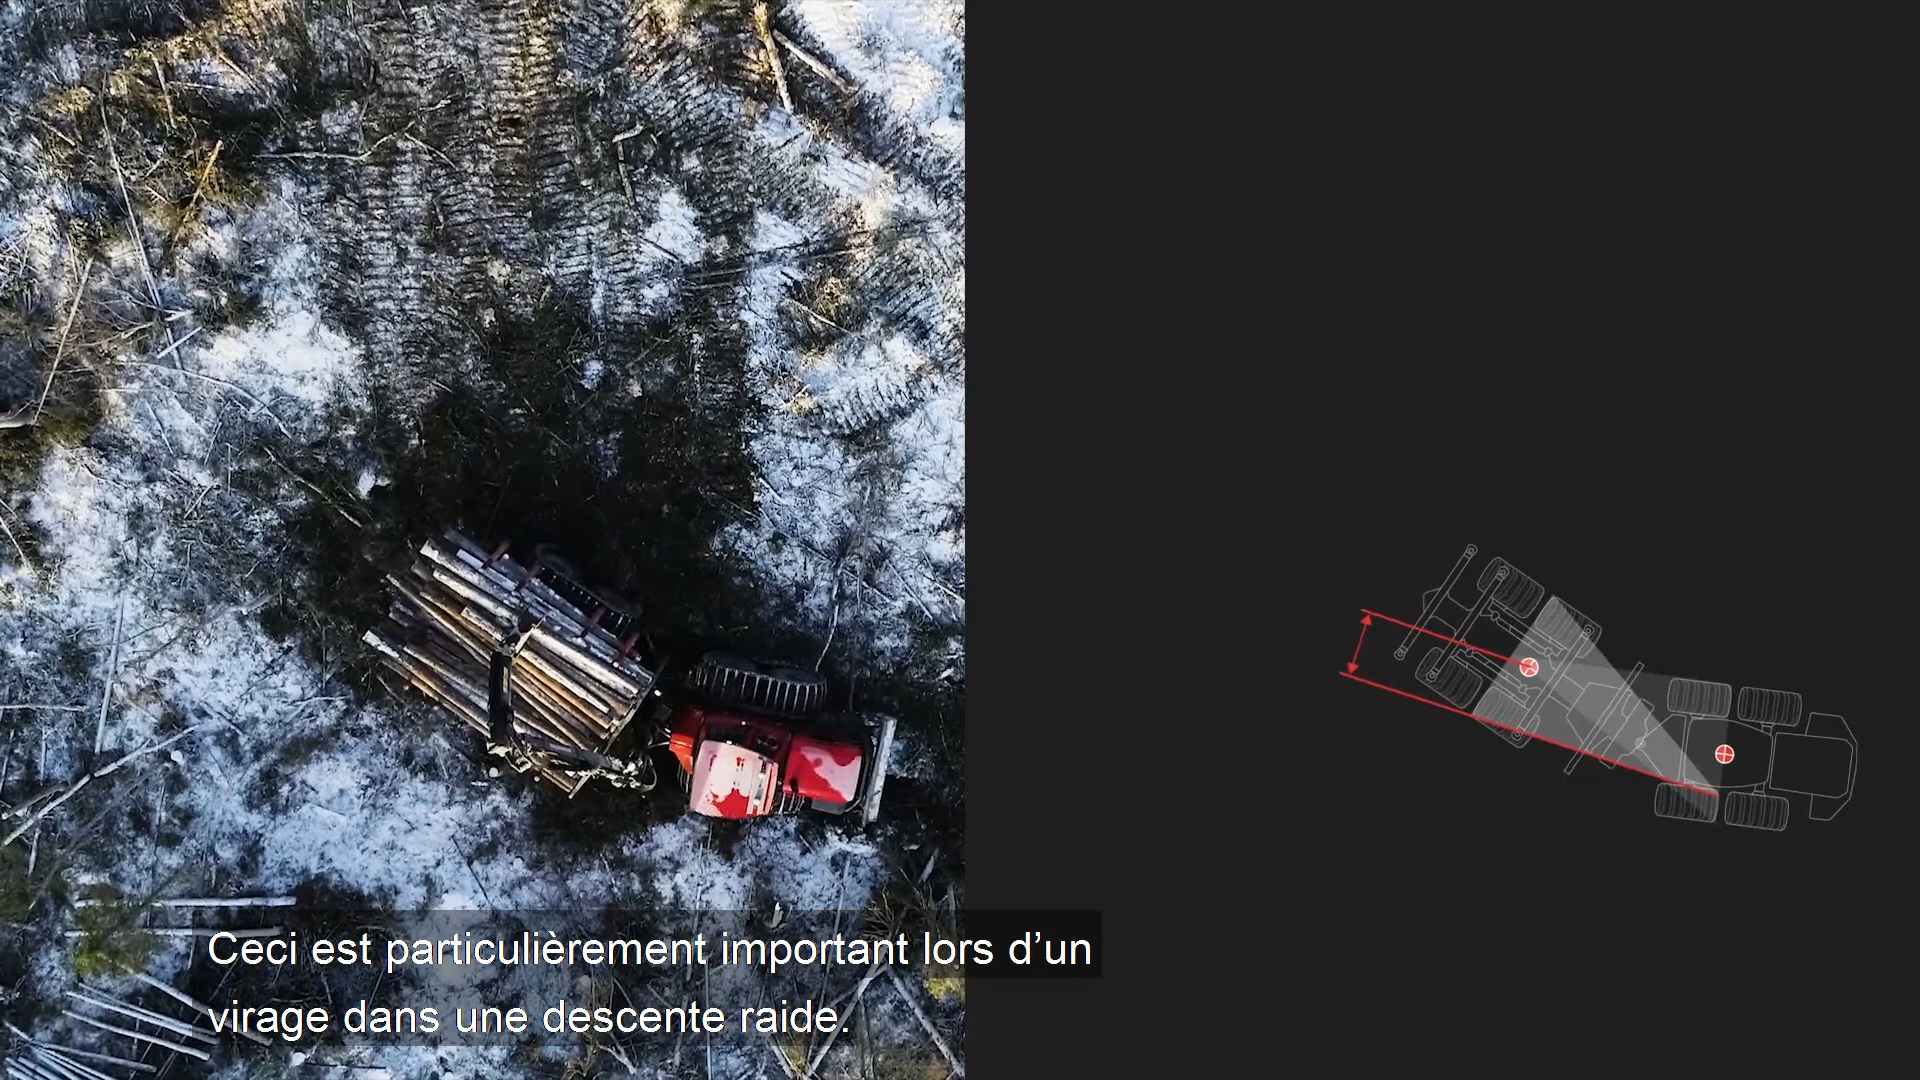 Ceci est particulièrement important lors d’un
virage dans une descente raide.